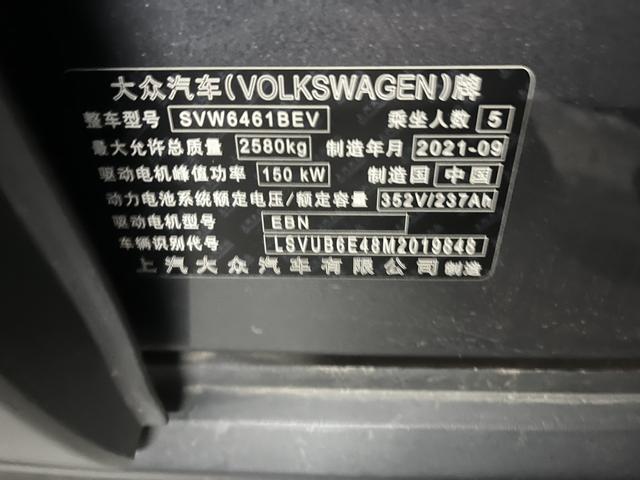 大众汽车(VOLKSWAGEN)牌
整车型号 SVW6461BEV 乘坐人数 5
最大允许总质量 2580kg 制造年月 2021-09
驱动电机峰值功率 150 kW 制造国 中国
动力电池系统额定电压/额定容量 352V/237Ah
驱动电机型号 EBN
车辆识别代号 LSVUB6E48M2019848
上汽大众汽车有限公司 制造